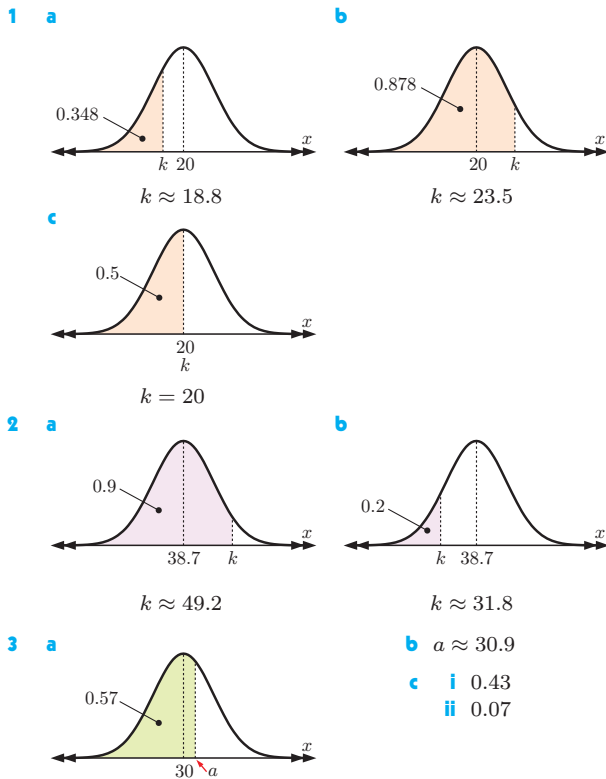 1 a b
0.348 0.878
x x
k 20 20 k
k ≈ 18.8 k ≈ 23.5
c
0.5
x
20
k
k = 20
2 a b
0.9 0.2
x x
38.7 k k 38.7
k ≈ 49.2 k ≈ 31.8
3 a b a ≈ 30.9
c i 0.43
ii 0.07
0.57
x
30 a